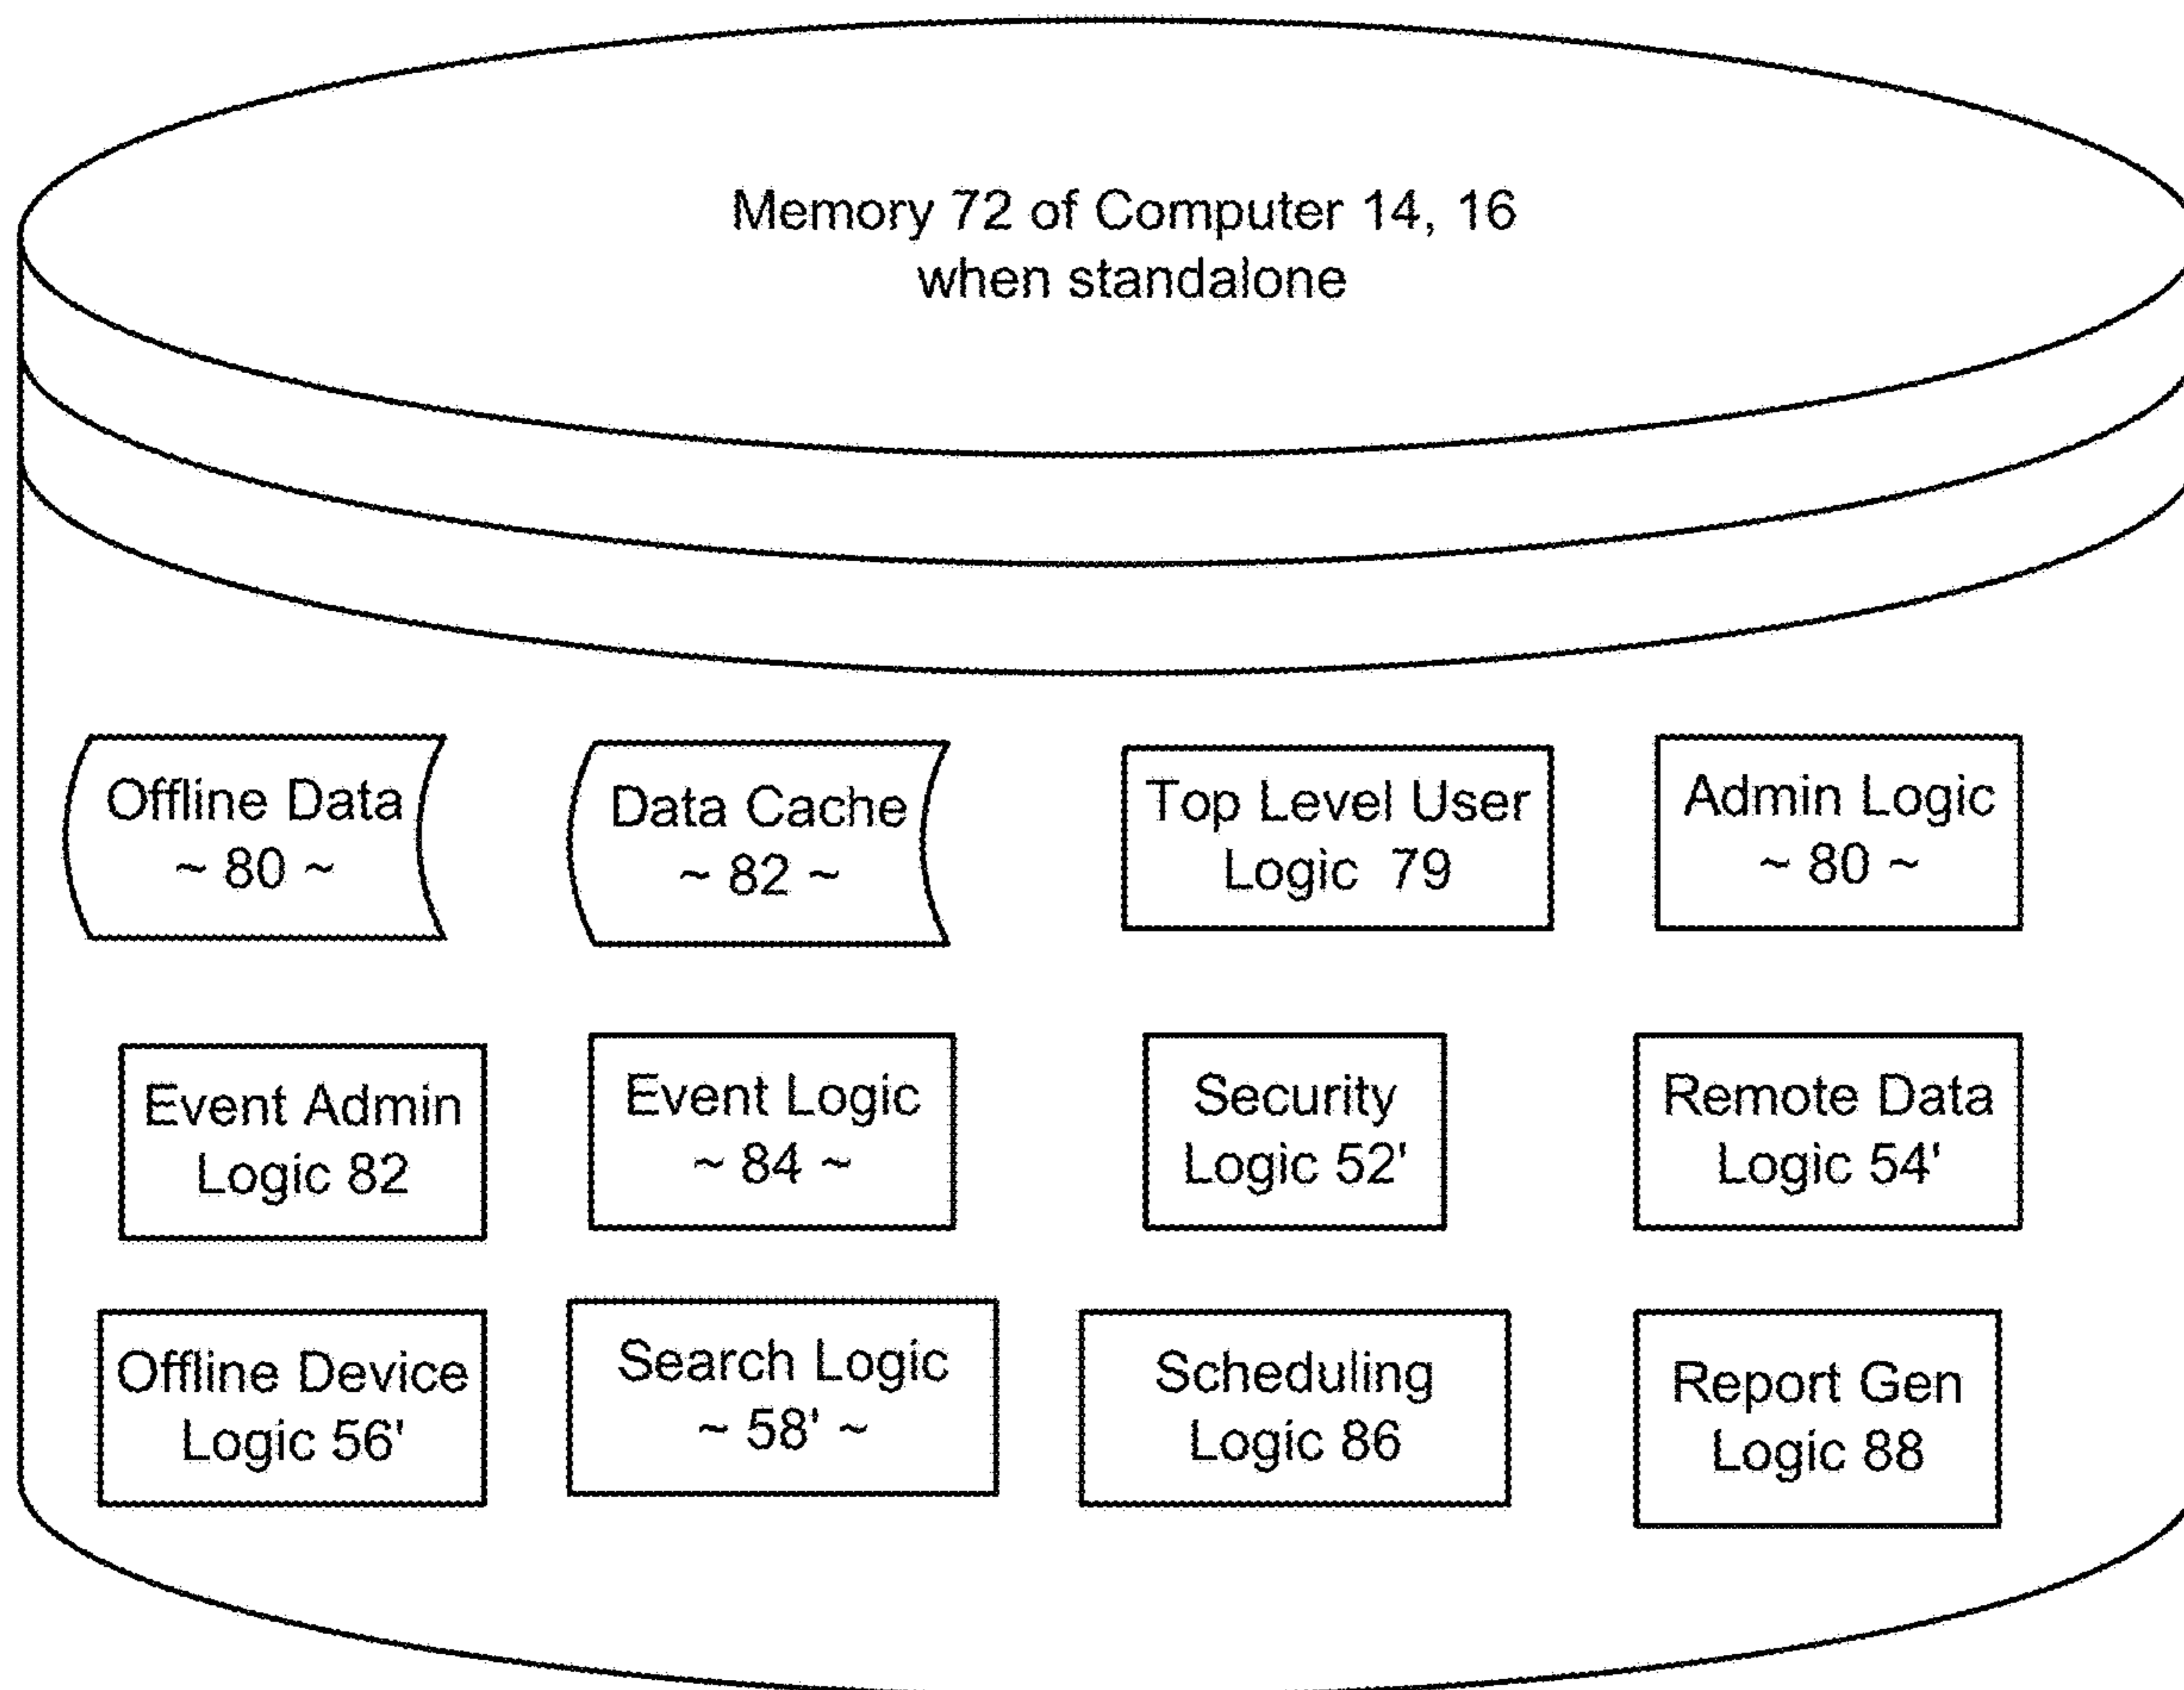 Memory 72 of Computer 14, 16
when standalone
Offline Data
~ 80 ~
Data Cache
~ 82 ~
Top Level User
Logic 79
Admin Logic
~ 80 ~
Event Admin
Logic 82
Event Logic
~ 84 ~
Security
Logic 52'
Remote Data
Logic 54'
Offline Device
Logic 56'
Search Logic
~ 58' ~
Scheduling
Logic 86
Report Gen
Logic 88